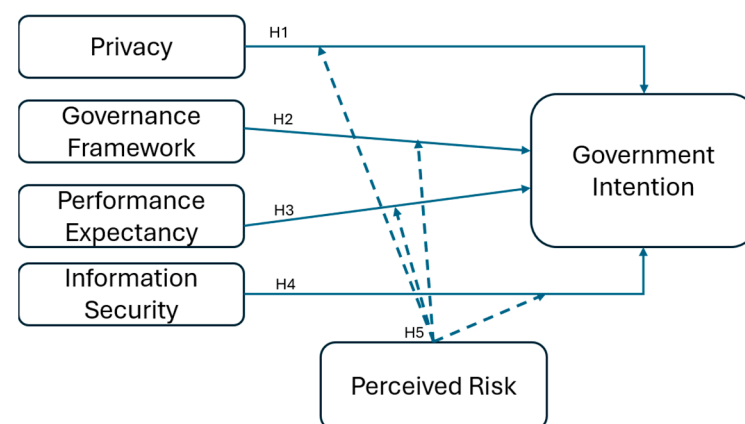 Privacy
H1
Governance
Framework
H2
Performance
Expectancy
H3
Information
Security
H4
Government
Intention
H5
Perceived Risk